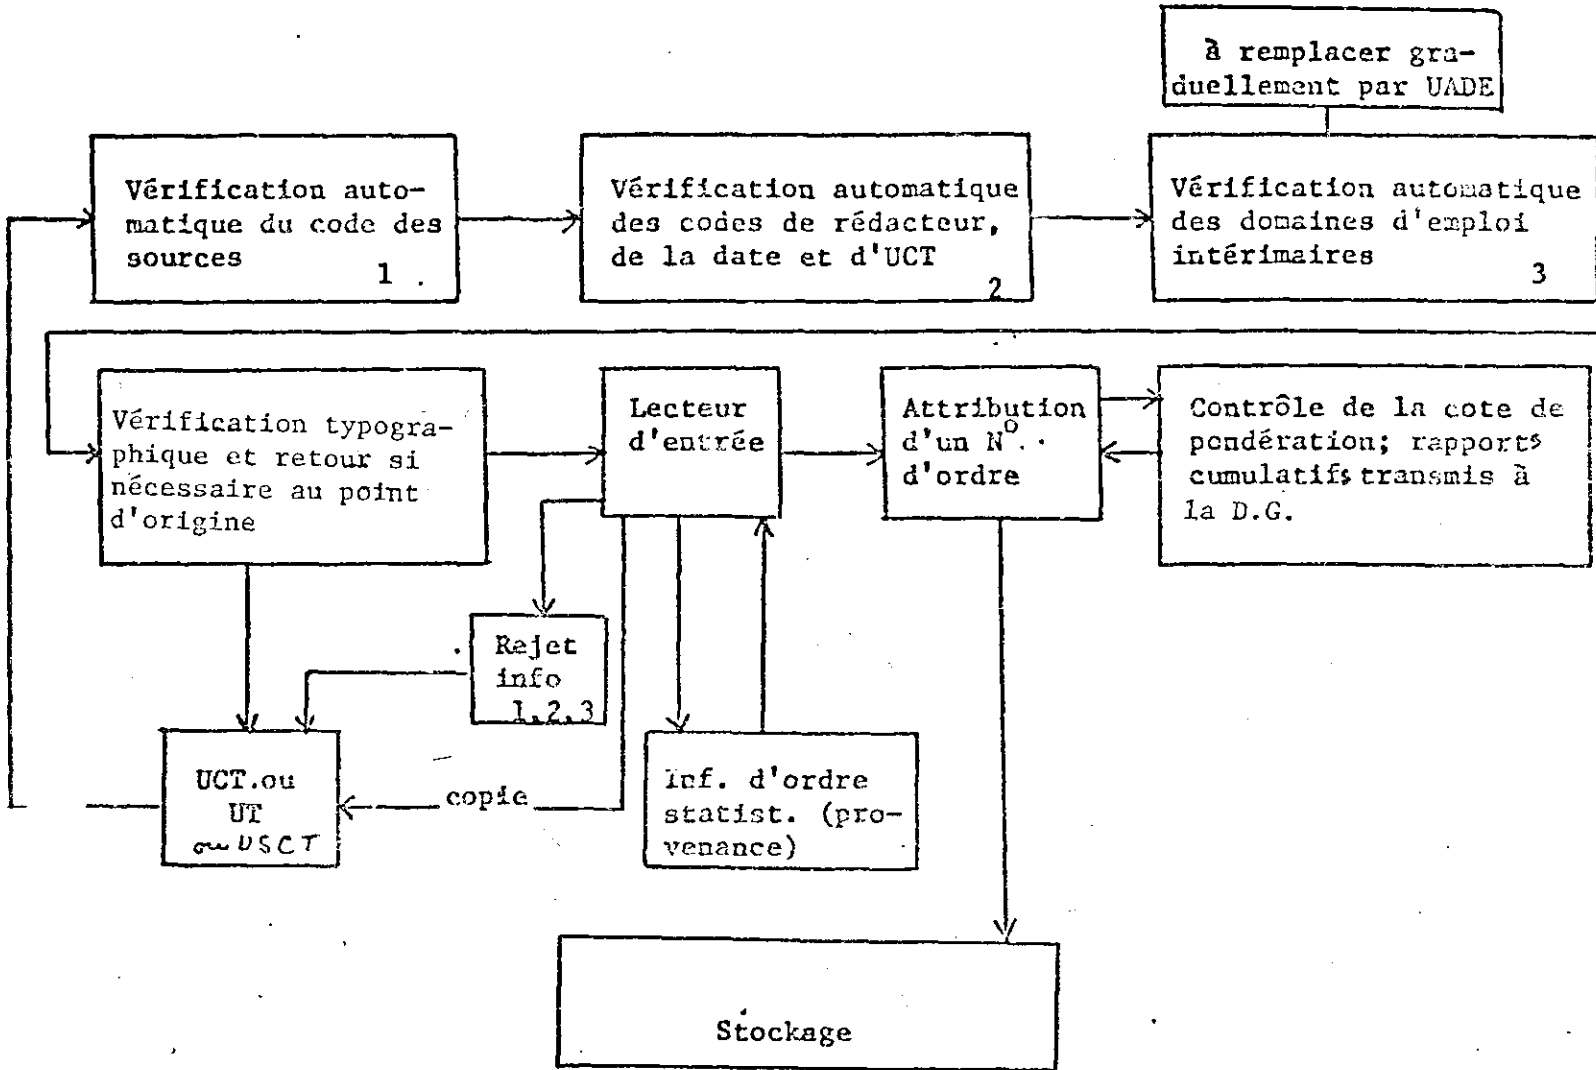 à remplacer gra-
duellement par UADE
Vérification auto-
matique du code des
sources
1 .
Vérification automatique
des codes de rédacteur,
de la date et d'UCT
2
Vérification automatique
des domaines d'emploi
intérimaires
3
Vérification typogra-
phique et retour si
nécessaire au point
d'origine
Lecteur
d'entrée
Attribution
d'un Nº.
d'ordre
Contrôle de la cote de
pondération; rapports
cumulatifs transmis à
la D.G.
Rejet
info
1,2,3
UCT.ou
UT
ou USCT
copie
Inf. d'ordre
statist. (pro-
venance)
Stockage